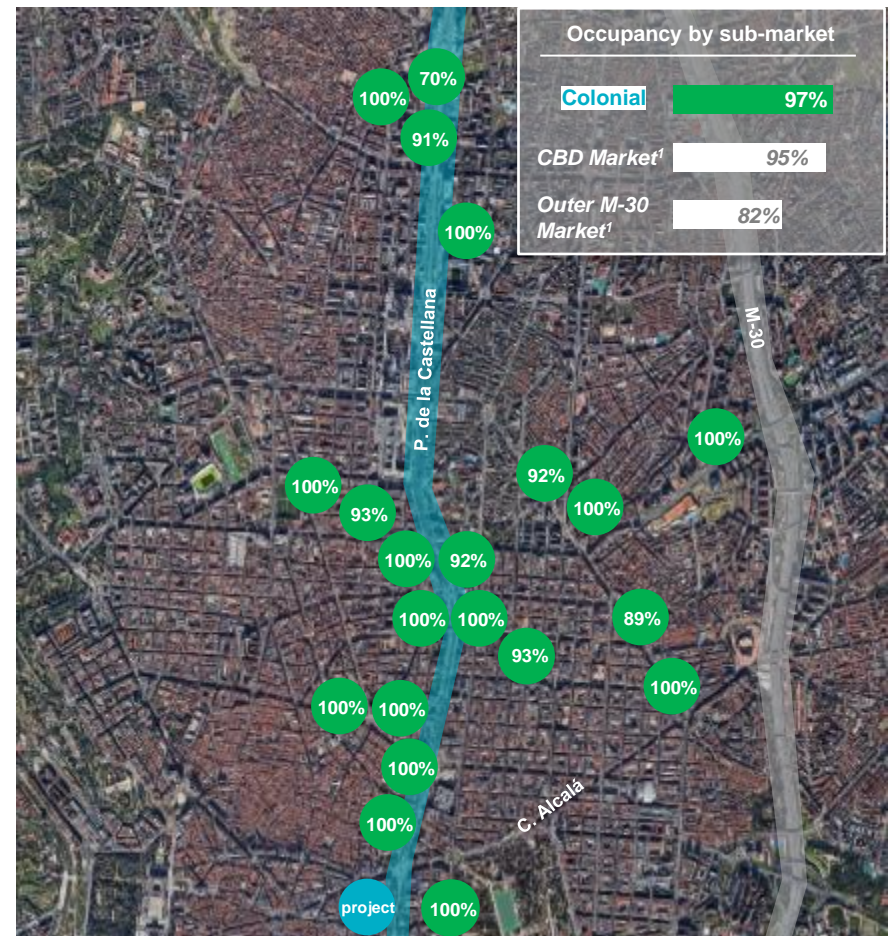 Occupancy by sub-market
Colonial
97%
CBD Market¹
95%
Outer M-30
Market¹
82%
70%
100%
91%
100%
P. de la Castellana
M-30
100%
92%
100%
100%
93%
100%
92%
100%
100%
89%
93%
100%
100%
100%
100%
C. Alcalá
100%
project
100%